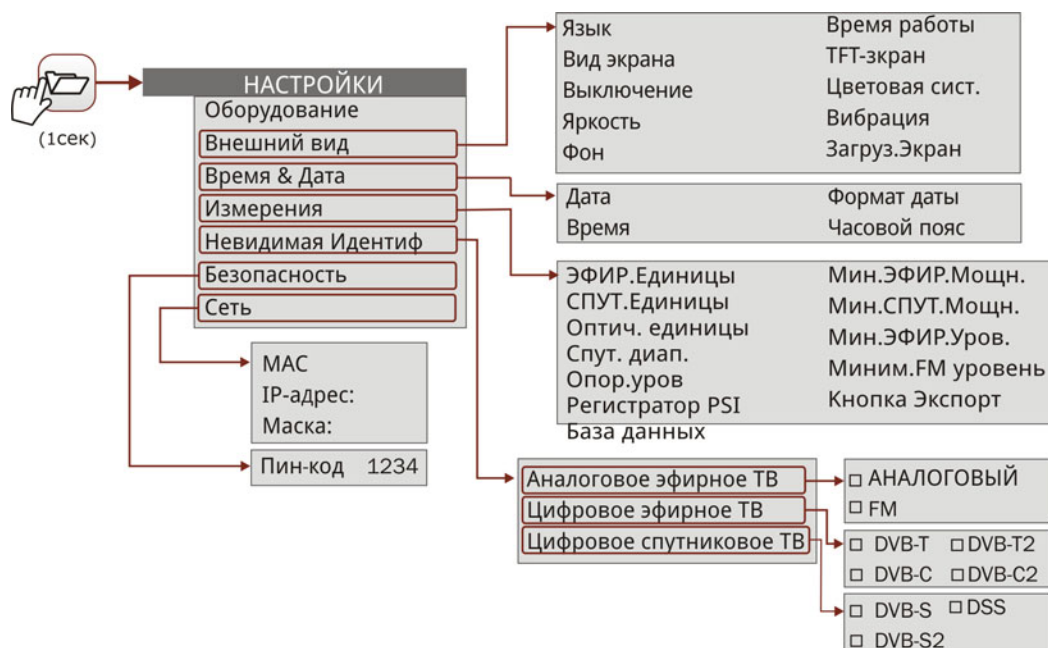 (1сек)
НАСТРОЙКИ
Оборудование
Внешний вид
Время & Дата
Измерения
Невидимая Идентиф
Безопасность
Сеть
Язык
Вид экрана
Выключение
Яркость
Фон
Время работы
TFT-зкран
Цветовая сист.
Вибрация
Загруз.Экран
Дата
Время
Формат даты
Часовой пояс
ЭФИР.Единицы
СПУТ.Единицы
Оптич. единицы
Спут. диап.
Опор.уров
Регистратор PSI
База данных
Мин.ЭФИР.Мощн.
Мин.СПУТ.Мощн.
Мин.ЭФИР.Уров.
Миним.FM уровень
Кнопка Экспорт
MAC
IP-адрес:
Маска:
Пин-код 1234
Аналоговое эфирное ТВ
Цифровое эфирное ТВ
Цифровое спутниковое ТВ
АНАЛОГОВЫЙ
FM
DVB-T DVB-T2
DVB-C DVB-C2
DVB-S DSS
DVB-S2